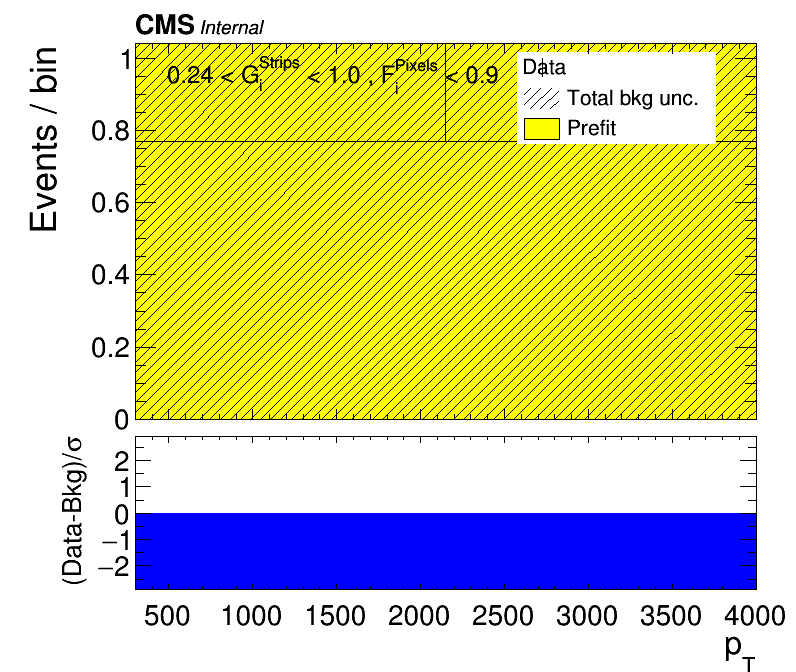 CMS Internal
Events / bin
1
0.8
0.6
0.4
0.2
0
0.24 < G_i^Strips < 1.0 , F_i^Pixels < 0.9
Data
Total bkg unc.
Prefit
(Data-Bkg)/σ
2
1
0
−1
−2
500 1000 1500 2000 2500 3000 3500 4000
p_T